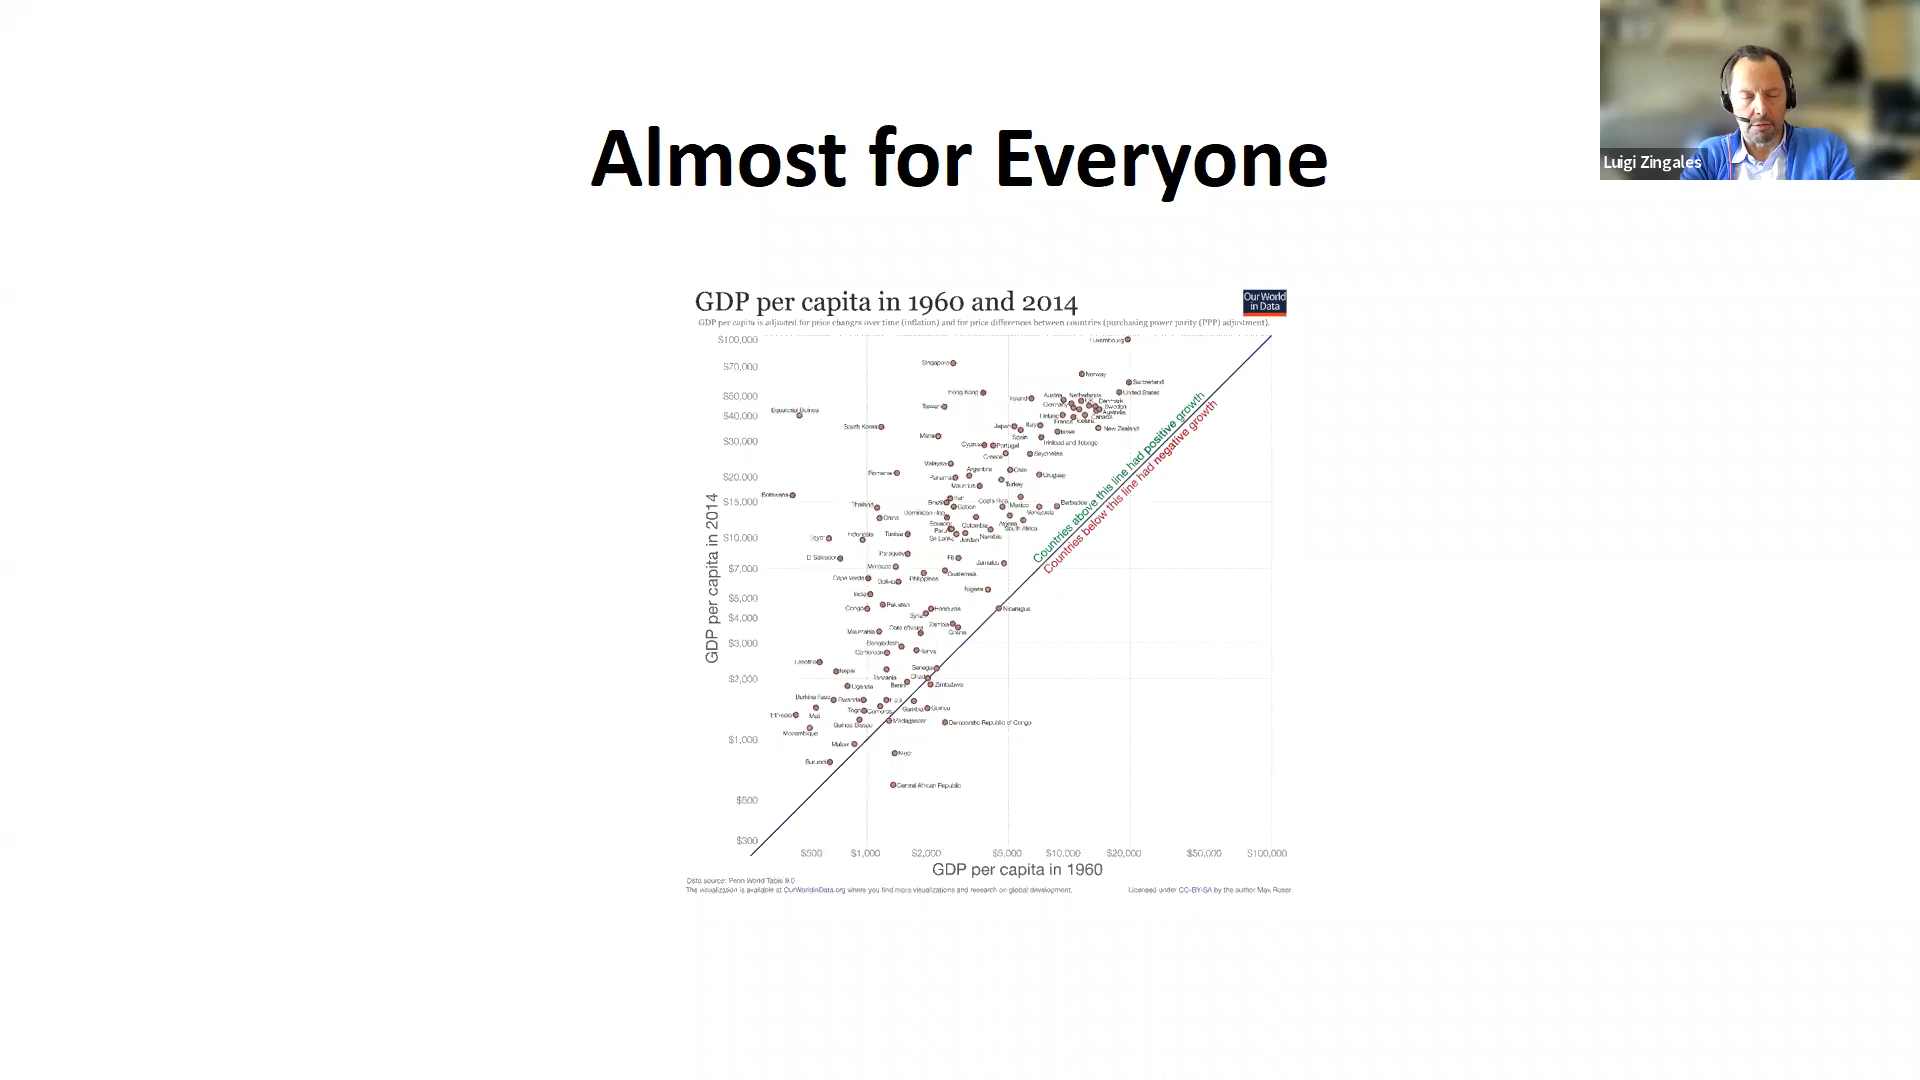 Almost for Everyone
Luigi Zingales
GDP per capita in 1960 and 2014
Our World
in Data
GDP per capita is adjusted for price changes over time (inflation) and for price differences between countries (purchasing power parity (PPP) adjustment).
$100,000
$70,000
$50,000
$40,000
$30,000
$20,000
$15,000
$10,000
$7,000
$5,000
$4,000
$3,000
$2,000
$1,000
$500
$300
GDP per capita in 2014
Luxembourg
Singapore
Norway
Switzerland
Hong Kong
United States
Ireland
Austria
Netherlands
Denmark
Taiwan
Germany
Sweden
Equatorial Guinea
Australia
Finland
Canada
France
Iceland
South Korea
Japan
Italy
New Zealand
Israel
Malta
Spain
Trinidad and Tobago
Cyprus
Portugal
Greece
Seychelles
Malaysia
Romania
Argentina
Chile
Panama
Uruguay
Mauritius
Turkey
Botswana
Iran
Brazil
Costa Rica
Mexico
Barbados
Thailand
Gabon
Venezuela
China
Dominican Rep
Ecuador
Colombia
Algeria
South Africa
Peru
Egypt
Indonesia
Tunisia
Sri Lanka
Jordan
Namibia
El Salvador
Paraguay
Fiji
Jamaica
Morocco
Guatemala
Cape Verde
Bolivia
Philippines
Nigeria
India
Pakistan
Congo
Honduras
Nicaragua
Syria
Zambia
Mauritania
Cote d'Ivoire
Ghana
Bangladesh
Cameroon
Kenya
Lesotho
Senegal
Nepal
Tanzania
Chad
Uganda
Benin
Zimbabwe
Burkina Faso
Rwanda
Haiti
Ethiopia
Mali
Togo
Comoros
Gambia
Guinea
Guinea Bissau
Madagascar
Democratic Republic of Congo
Mozambique
Malawi
Niger
Burundi
Central African Republic
Countries above this line had positive growth
Countries below this line had negative growth
$500
$1,000
$2,000
$5,000
$10,000
$20,000
$50,000
$100,000
GDP per capita in 1960
Data source: Penn World Table 9.0
The visualization is available at OurWorldinData.org where you find more visualizations and research on global development.
Licensed under CC-BY-SA by the author Max Roser.